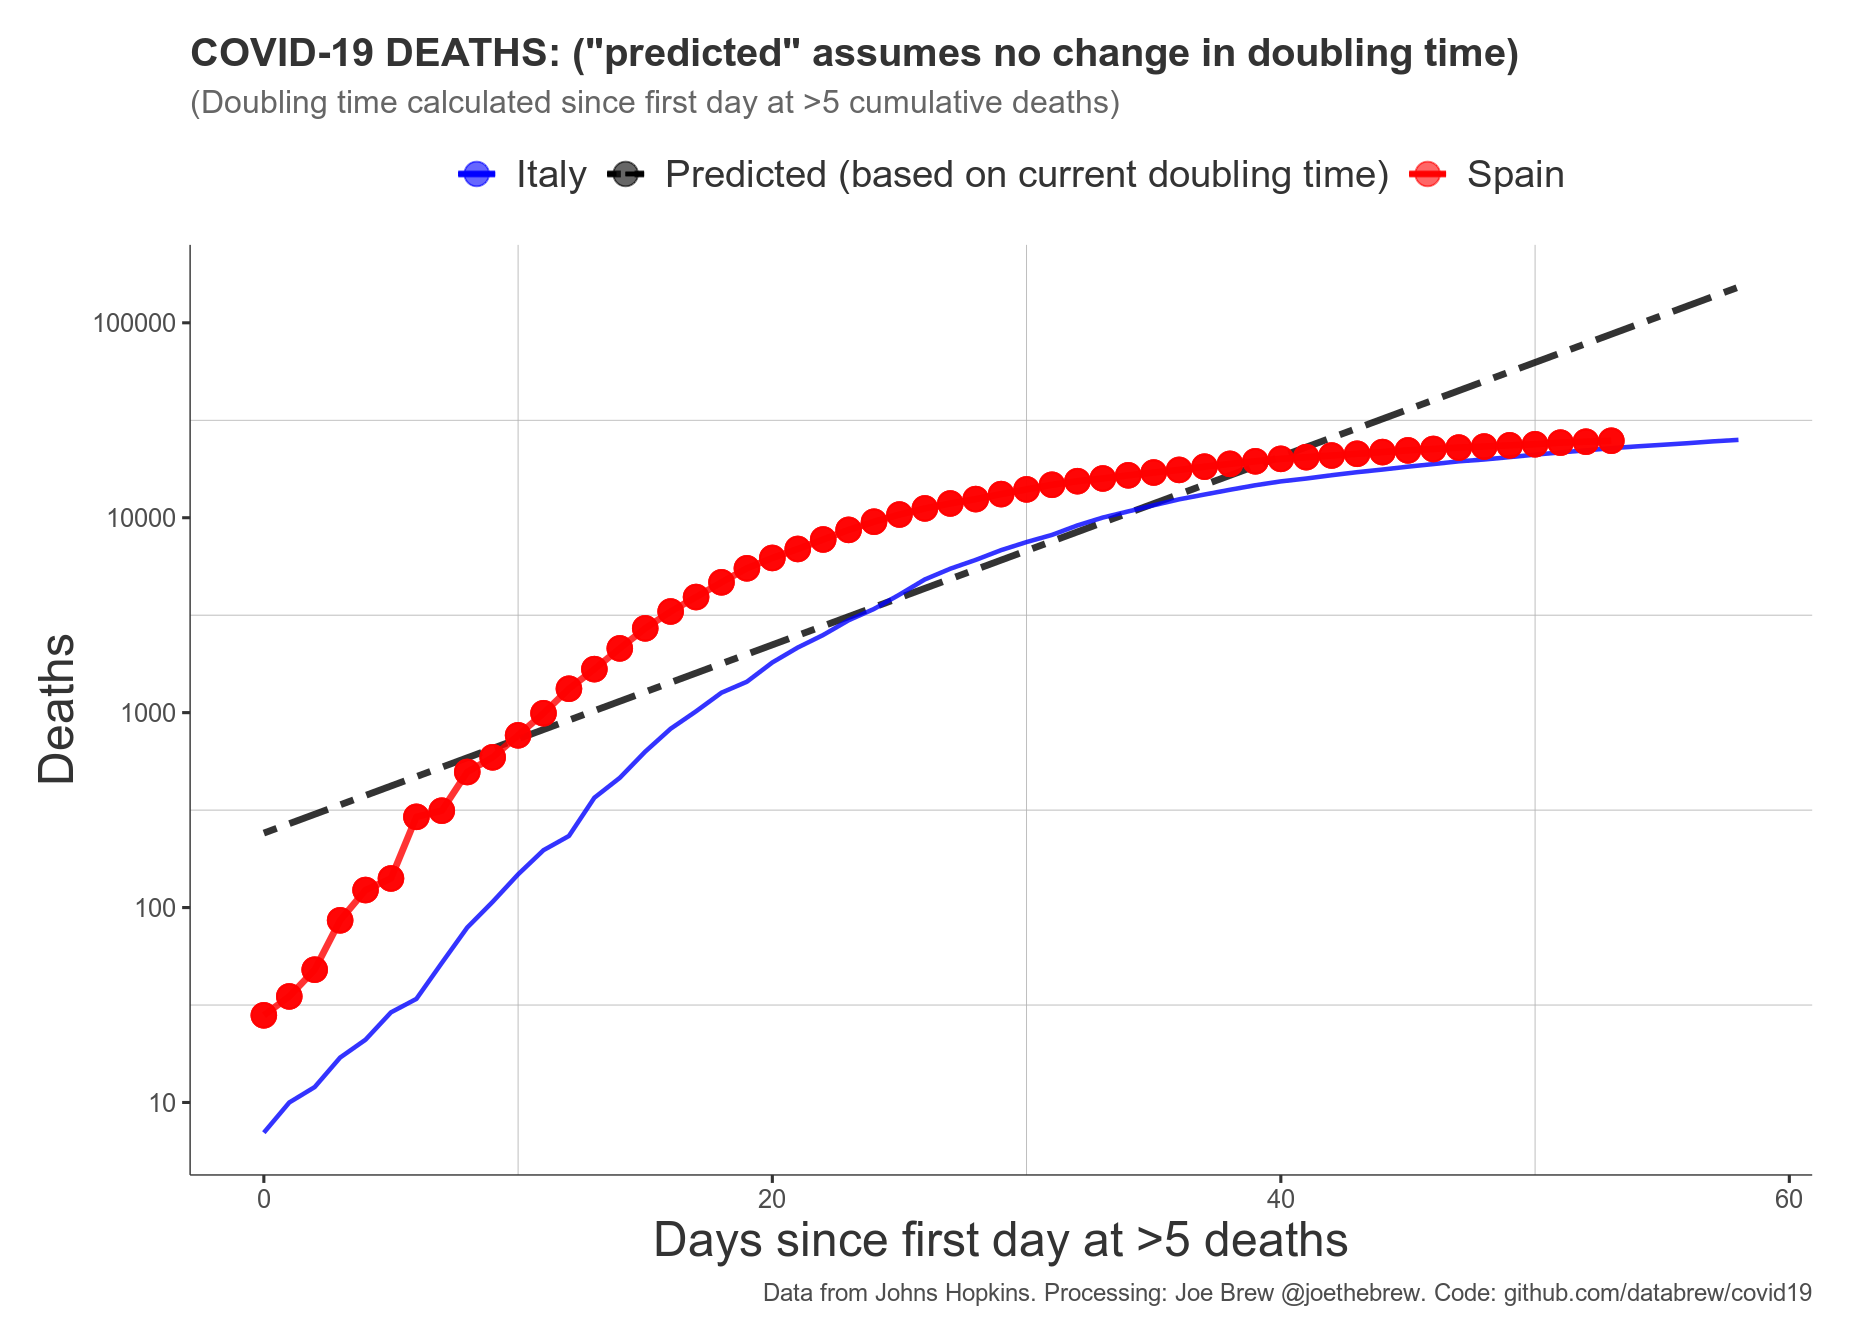 COVID-19 DEATHS: ("predicted" assumes no change in doubling time)
(Doubling time calculated since first day at >5 cumulative deaths)
Italy Predicted (based on current doubling time) Spain
Deaths
100000
10000
1000
100
10
0 20 40 60
Days since first day at >5 deaths
Data from Johns Hopkins. Processing: Joe Brew @joethebrew. Code: github.com/databrew/covid19